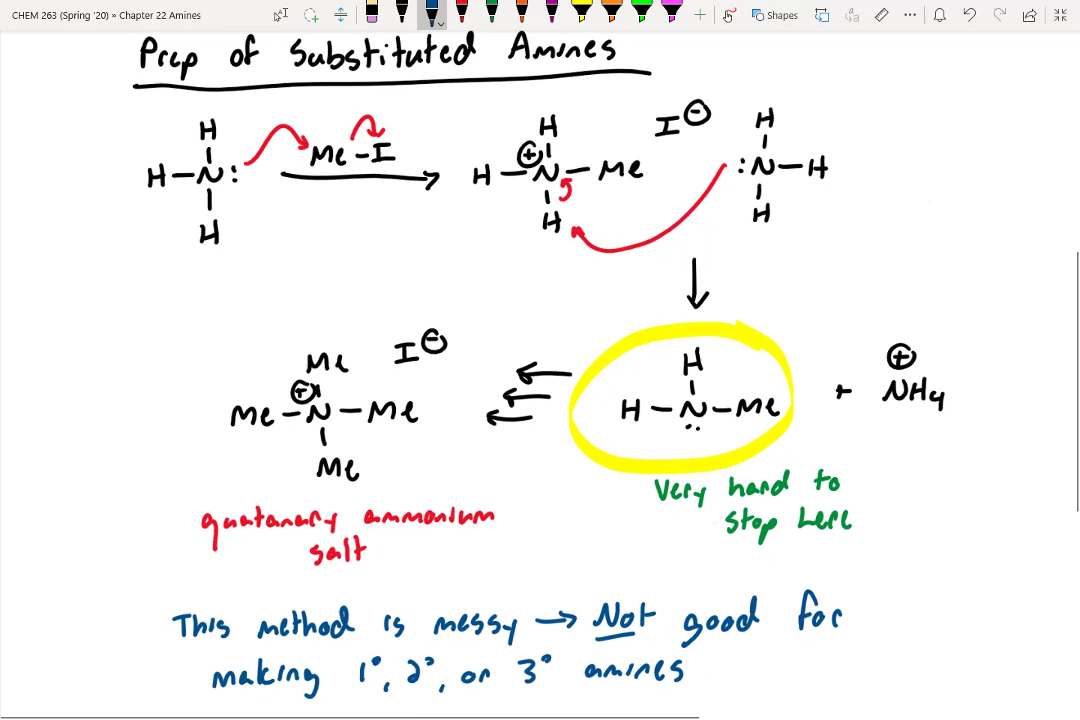 CHEM 263 (Spring '20) » Chapter 22 Amines
Shapes
Prep of Substituted Amines
H
H—N:
H
Me—I
H
⊕
H—N—Me
H
I⊖
H
:N—H
H
Me
⊕
Me—N—Me
Me
I⊖
H
H—N—Me
..
+ ⊕
NH4
quatanary ammonium
salt
Very hard to
stop here
This method is messy → Not good for
making 1°, 2°, or 3° amines